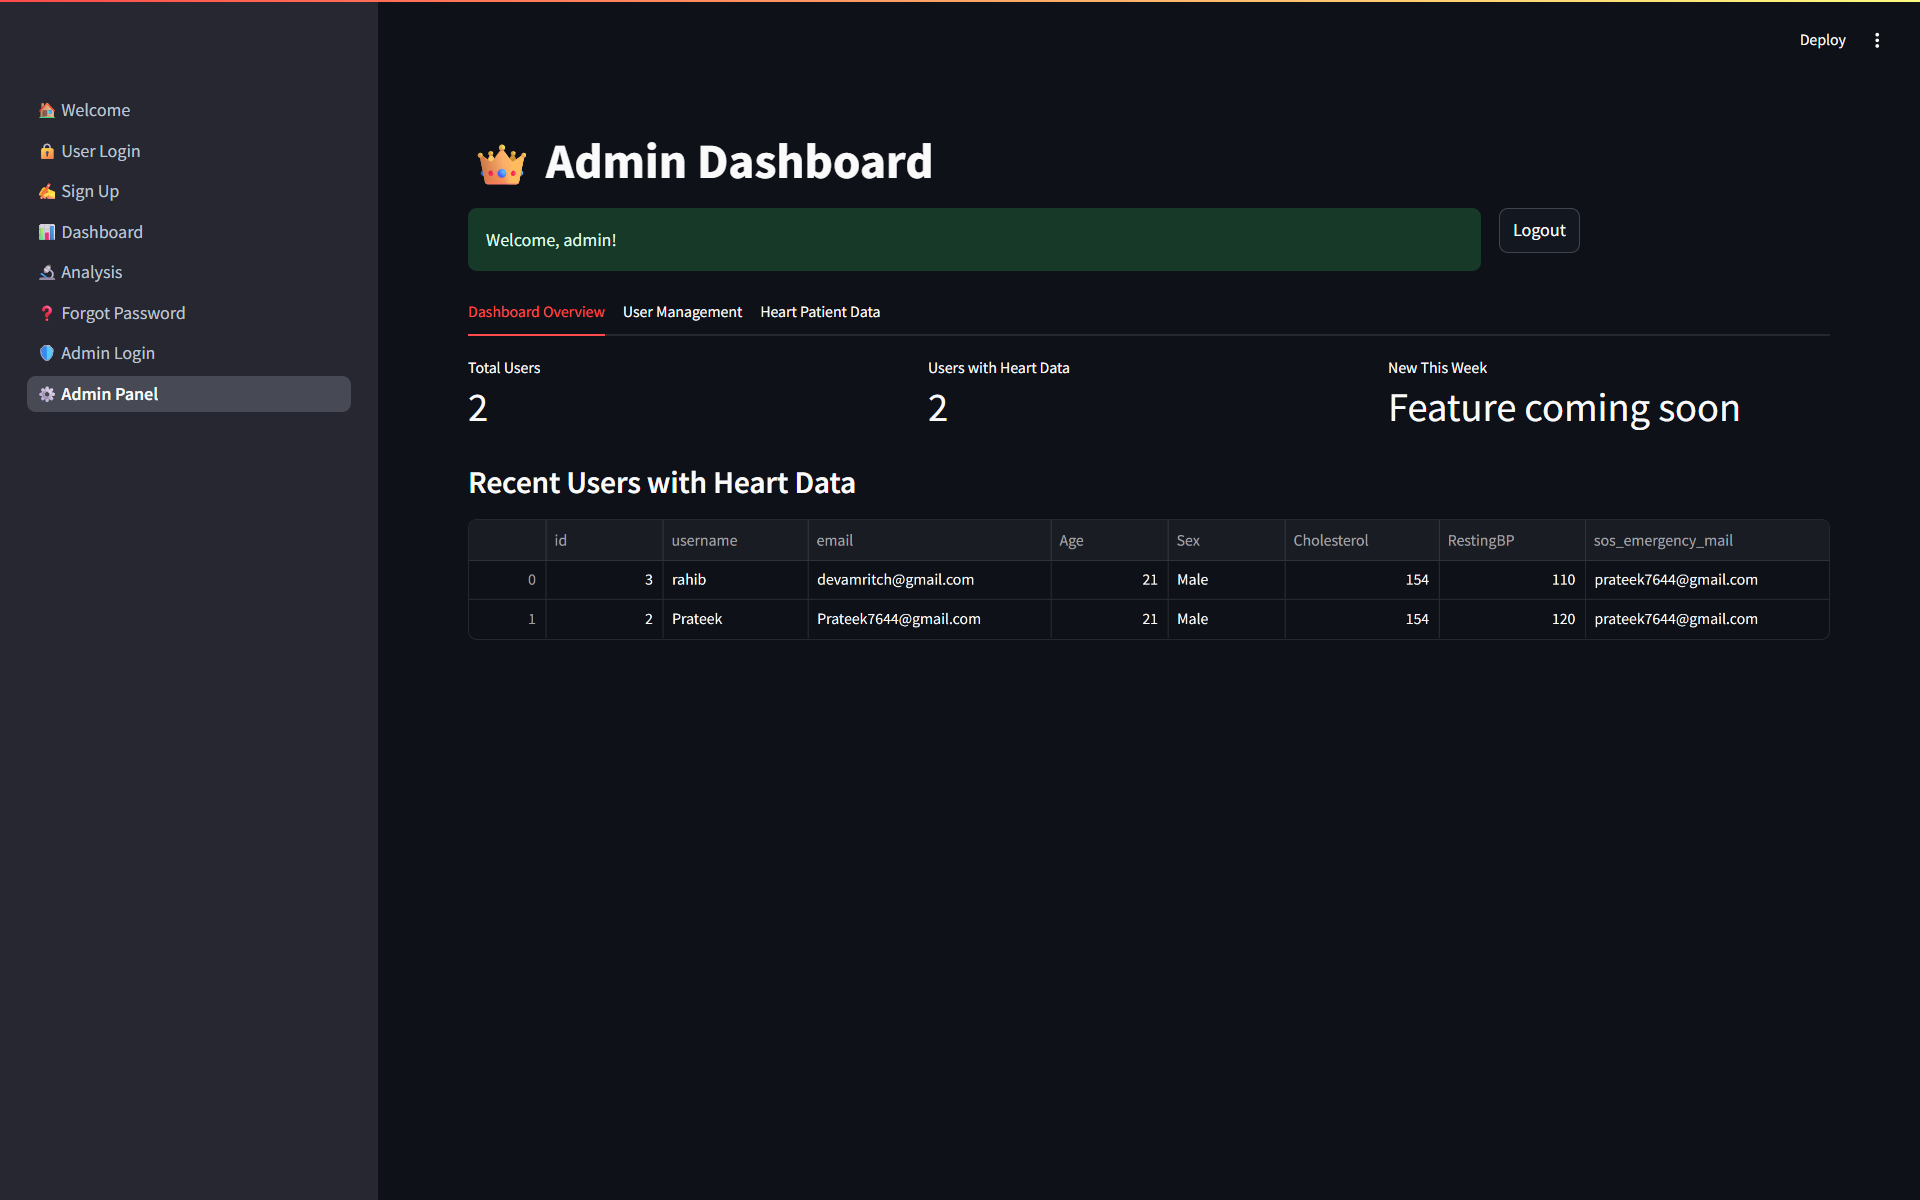 Deploy
Welcome
User Login
Sign Up
Dashboard
Analysis
Forgot Password
Admin Login
Admin Panel
Admin Dashboard
Welcome, admin!
Logout
Dashboard Overview User Management Heart Patient Data
Total Users Users with Heart Data New This Week
2 2 Feature coming soon
Recent Users with Heart Data
id username email Age Sex Cholesterol RestingBP sos_emergency_mail
0 3 rahib devamritch@gmail.com 21 Male 154 110 prateek7644@gmail.com
1 2 Prateek Prateek7644@gmail.com 21 Male 154 120 prateek7644@gmail.com